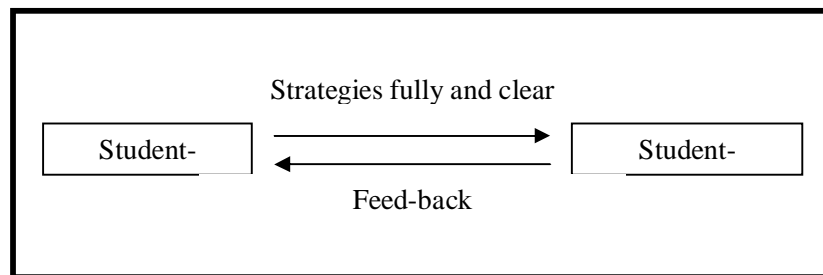 Strategies fully and clear
Student-
Student-
Feed-back